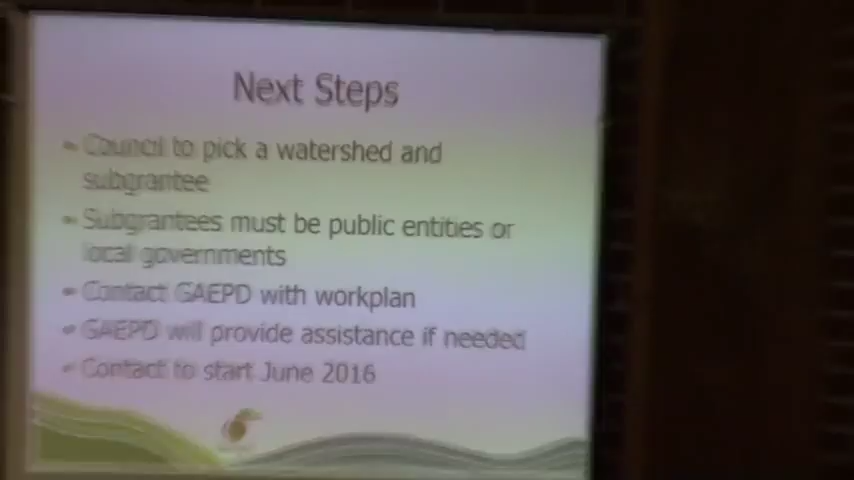 Next Steps
Council to pick a watershed and
subgrantee
Subgrantees must be public entities or
local governments
Contact GAEPD with workplan
GAEPD will provide assistance if needed
Contact to start June 2016